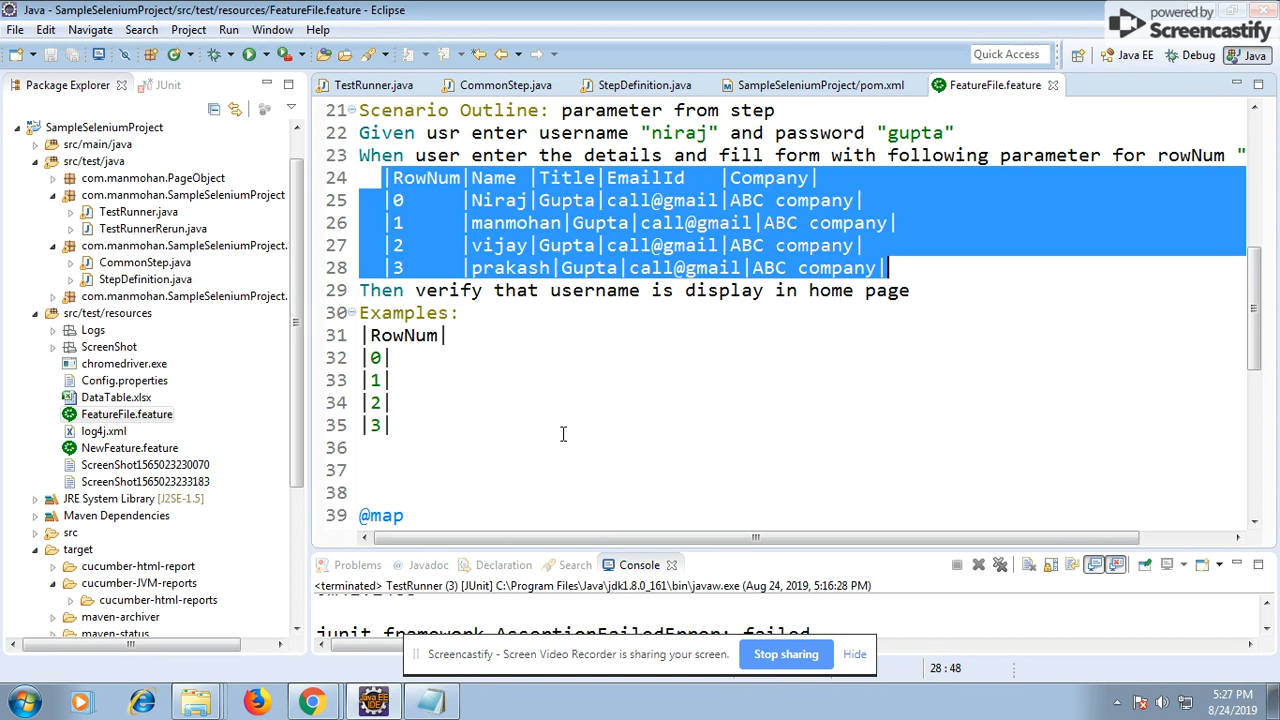 Java - SampleSeleniumProject/src/test/resources/FeatureFile.feature - Eclipse
powered by
Screencastify
File Edit Navigate Search Project Run Window Help
Quick Access
Java EE
Debug
Java
Package Explorer
JUnit
TestRunner.java
CommonStep.java
StepDefinition.java
SampleSeleniumProject/pom.xml
FeatureFile.feature
SampleSeleniumProject
src/main/java
src/test/java
com.manmohan.PageObject
com.manmohan.SampleSeleniumProject
TestRunner.java
TestRunnerRerun.java
com.manmohan.SampleSeleniumProject.
CommonStep.java
StepDefinition.java
com.manmohan.SampleSeleniumProject.
src/test/resources
Logs
ScreenShot
chromedriver.exe
Config.properties
DataTable.xlsx
FeatureFile.feature
log4j.xml
NewFeature.feature
ScreenShot1565023230070
ScreenShot1565023233183
JRE System Library [J2SE-1.5]
Maven Dependencies
src
target
cucumber-html-report
cucumber-JVM-reports
cucumber-html-reports
maven-archiver
maven-status
21 Scenario Outline: parameter from step
22 Given usr enter username "niraj" and password "gupta"
23 When user enter the details and fill form with following parameter for rowNum "
24 |RowNum|Name |Title|EmailId |Company|
25 |0 |Niraj|Gupta|call@gmail|ABC company|
26 |1 |manmohan|Gupta|call@gmail|ABC company|
27 |2 |vijay|Gupta|call@gmail|ABC company|
28 |3 |prakash|Gupta|call@gmail|ABC company|
29 Then verify that username is display in home page
30 Examples:
31 |RowNum|
32 |0|
33 |1|
34 |2|
35 |3|
36
37
38
39 @map
Problems
Javadoc
Declaration
Search
Console
<terminated> TestRunner (3) [JUnit] C:\Program Files\Java\jdk1.8.0_161\bin\javaw.exe (Aug 24, 2019, 5:16:28 PM)
junit framework AssertionFailedError: failed
Screencastify - Screen Video Recorder is sharing your screen.
Stop sharing
Hide
28 : 48
5:27 PM
8/24/2019